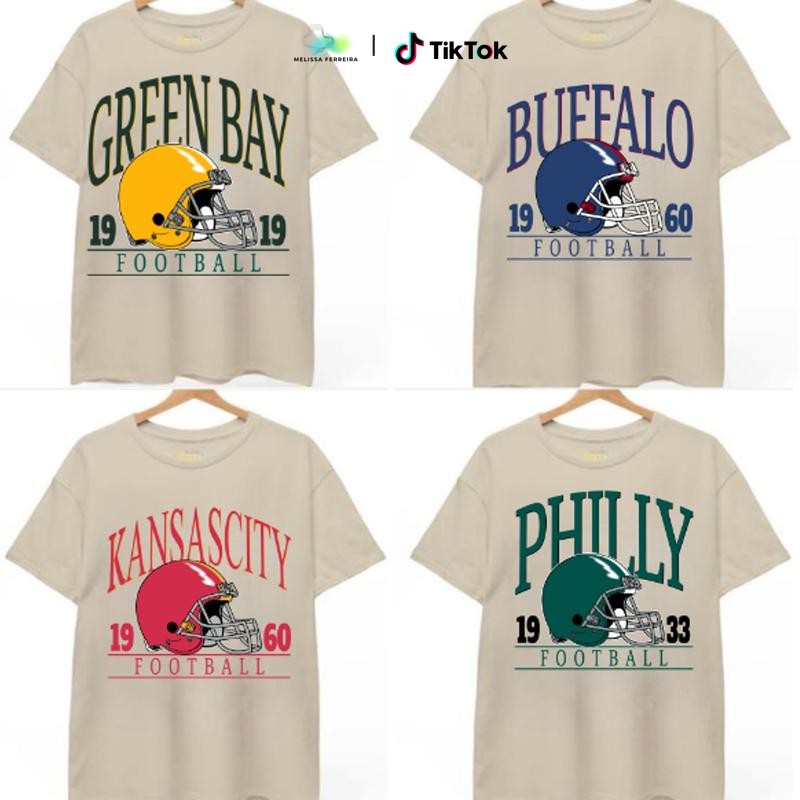 MELISSA FERREIRA | TikTok
GREEN BAY
19 19
FOOTBALL
BUFFALO
19 60
FOOTBALL
KANSASCITY
19 60
FOOTBALL
PHILLY
19 33
FOOTBALL